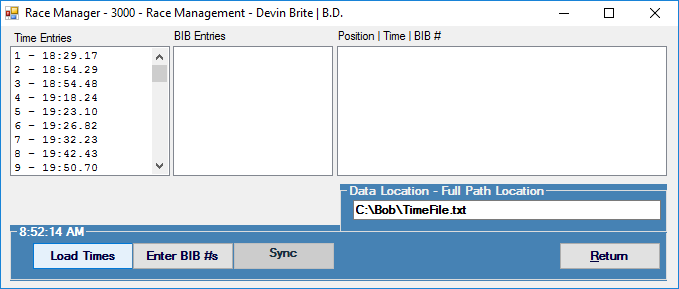 Race Manager - 3000 - Race Management - Devin Brite | B.D.
Time Entries
BIB Entries
Position | Time | BIB #
1 - 18:29.17
2 - 18:54.29
3 - 18:54.48
4 - 19:18.24
5 - 19:23.10
6 - 19:26.82
7 - 19:32.23
8 - 19:42.43
9 - 19:50.70
Data Location - Full Path Location
C:\Bob\TimeFile.txt
8:52:14 AM
Load Times
Enter BIB #s
Sync
Return